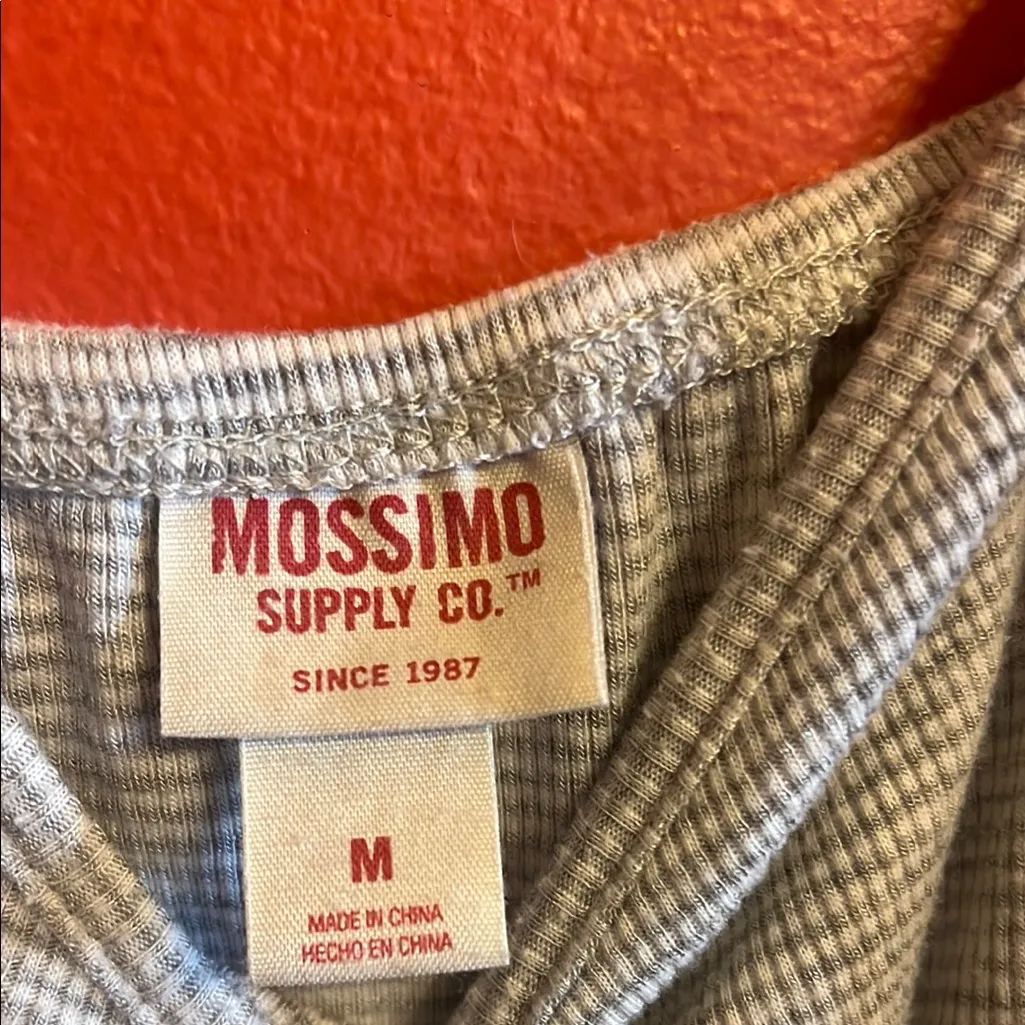 MOSSIMO
SUPPLY CO.™
SINCE 1987
M
MADE IN CHINA
HECHO EN CHINA